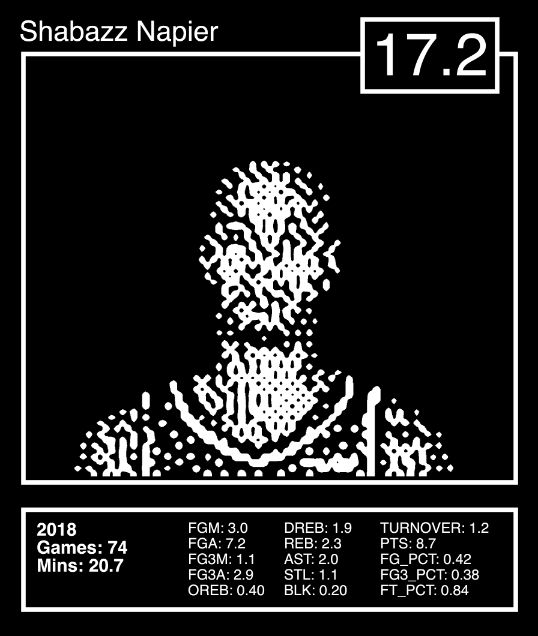 Shabazz Napier
17.2
2018
Games: 74
Mins: 20.7
FGM: 3.0
FGA: 7.2
FG3M: 1.1
FG3A: 2.9
OREB: 0.40
DREB: 1.9
REB: 2.3
AST: 2.0
STL: 1.1
BLK: 0.20
TURNOVER: 1.2
PTS: 8.7
FG_PCT: 0.42
FG3_PCT: 0.38
FT_PCT: 0.84